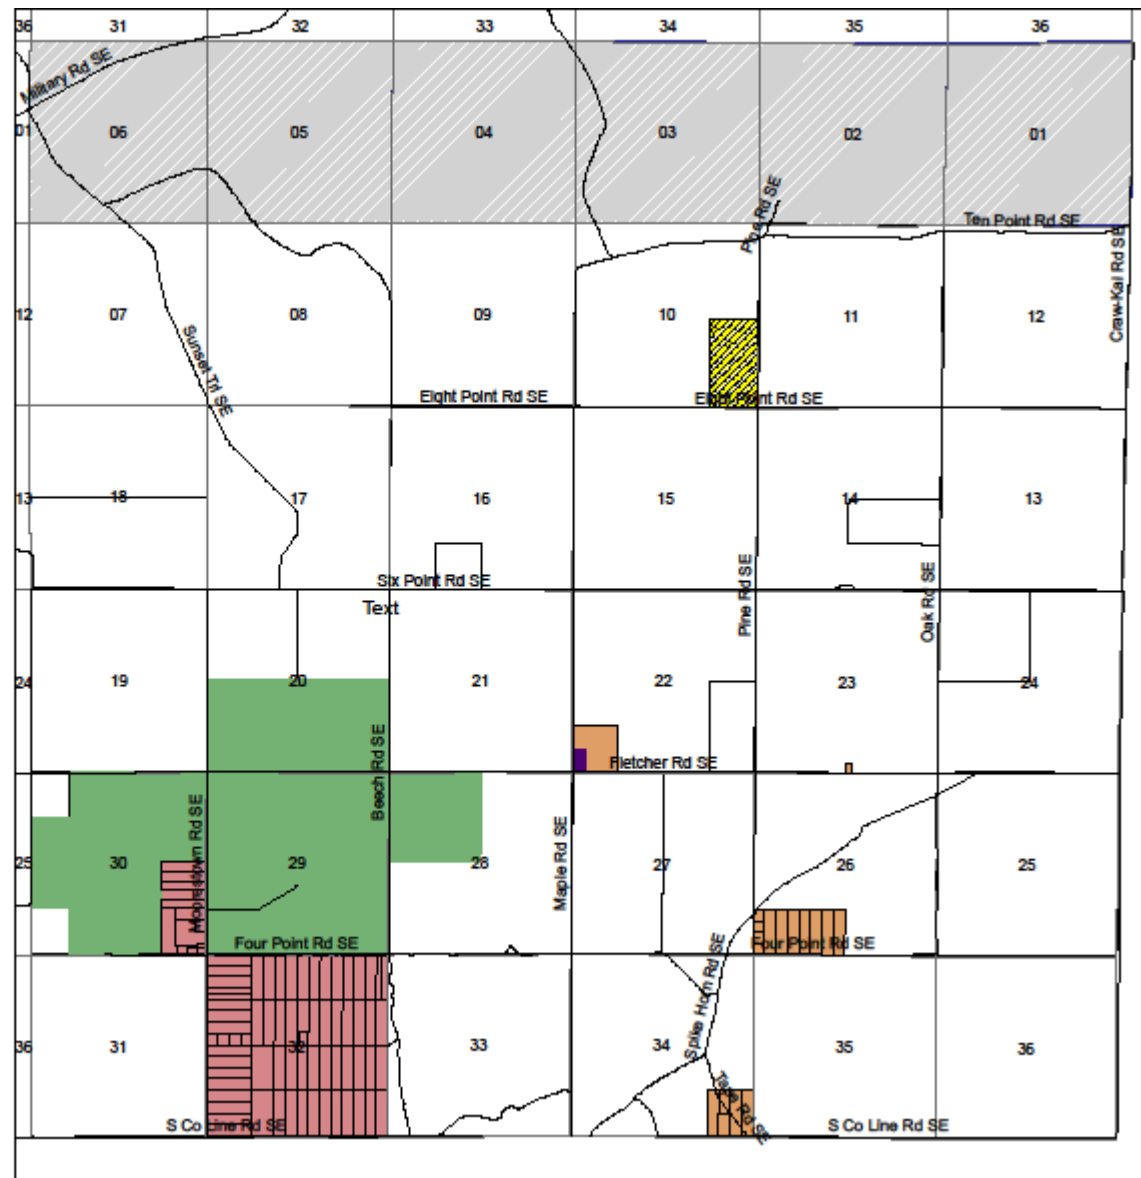 36 31 32 33 34 35 36
Military Rd SE
01 06 05 04 03 02 01
Pine Rd SE
Ten Point Rd SE
Craw-Kal Rd SE
12 07 08 09 10 11 12
Sunset Trl SE
Eight Point Rd SE
Eight Point Rd SE
13 18 17 16 15 14 13
Six Point Rd SE
Pine Rd SE
Oak Rd SE
Text
24 19 20 21 22 23 24
Beech Rd SE
Fletcher Rd SE
Moorestown Rd SE
Maple Rd SE
25 30 29 28 27 26 25
Four Point Rd SE
Four Point Rd SE
Spike Horn Rd SE
36 31 32 33 34 35 36
Tape Rd SE
S Co Line Rd SE
S Co Line Rd SE